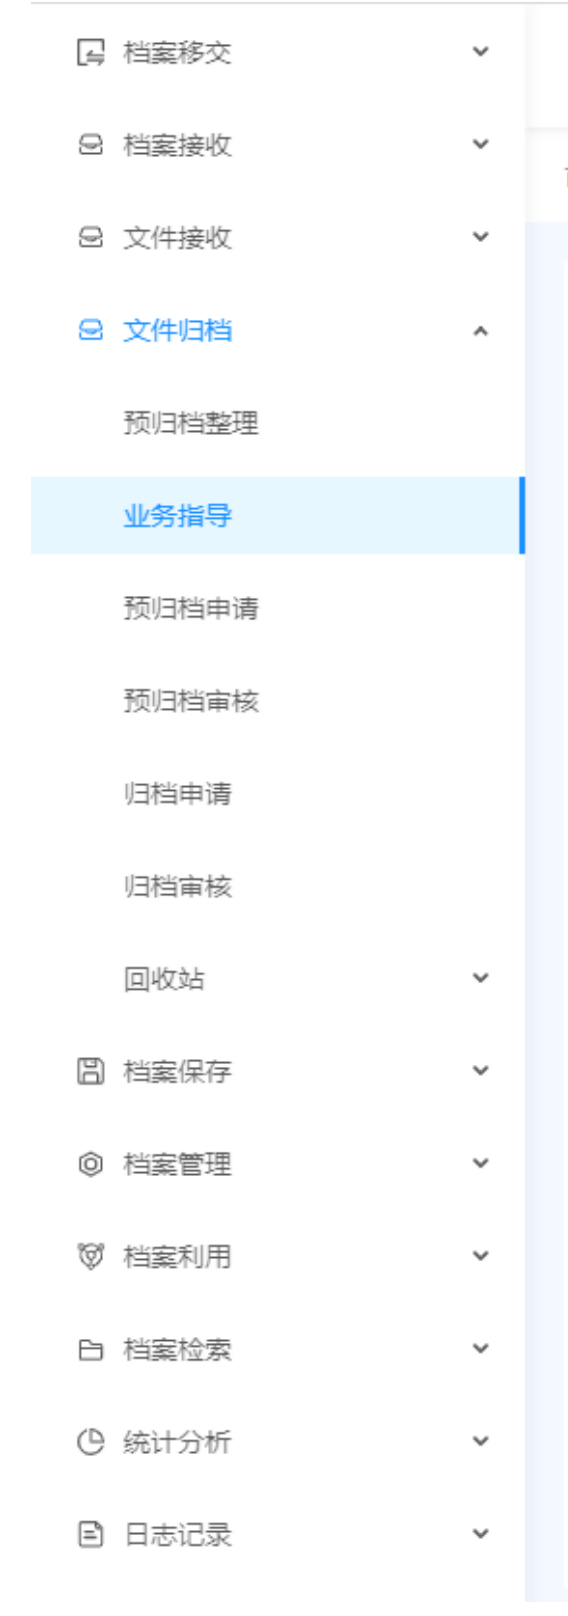 档案移交
档案接收
文件接收
文件归档
预归档整理
业务指导
预归档申请
预归档审核
归档申请
归档审核
回收站
档案保存
档案管理
档案利用
档案检索
统计分析
日志记录